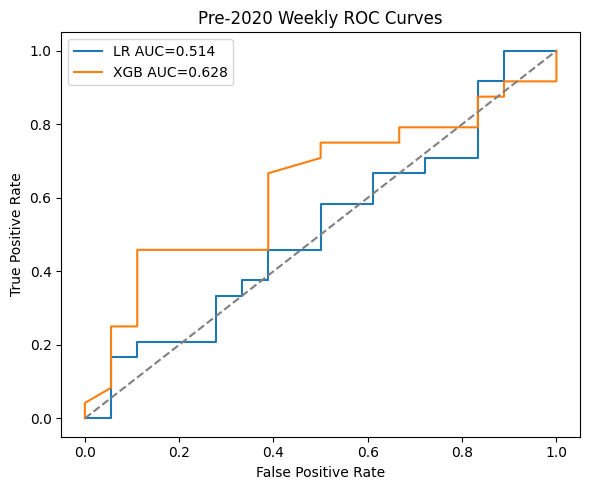 Pre-2020 Weekly ROC Curves
LR AUC=0.514
XGB AUC=0.628
1.0
0.8
0.6
0.4
0.2
0.0
True Positive Rate
0.0 0.2 0.4 0.6 0.8 1.0
False Positive Rate